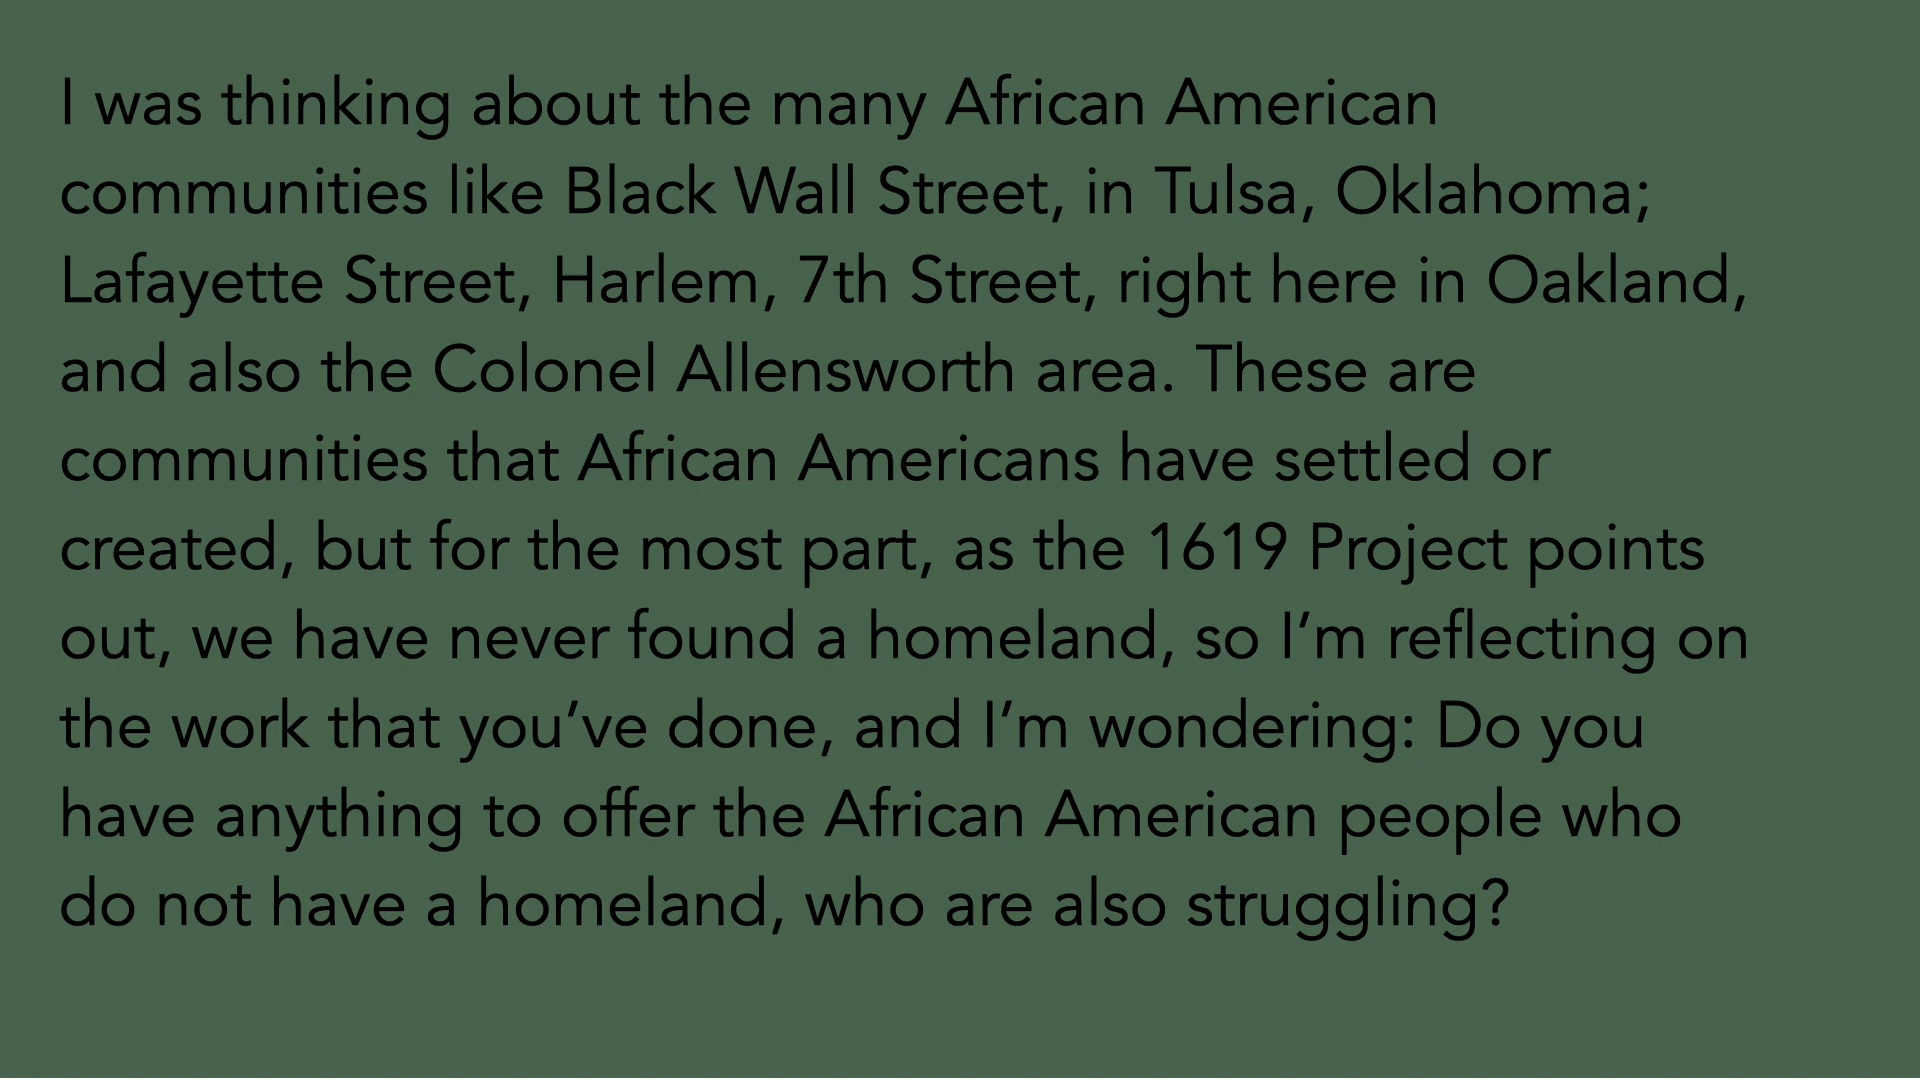 I was thinking about the many African American
communities like Black Wall Street, in Tulsa, Oklahoma;
Lafayette Street, Harlem, 7th Street, right here in Oakland,
and also the Colonel Allensworth area. These are
communities that African Americans have settled or
created, but for the most part, as the 1619 Project points
out, we have never found a homeland, so I’m reflecting on
the work that you’ve done, and I’m wondering: Do you
have anything to offer the African American people who
do not have a homeland, who are also struggling?